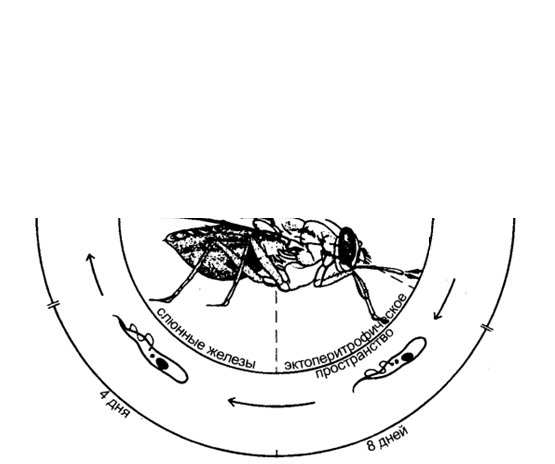 слюнные железы
эктоперитрофическое
пространство
4 дня
8 дней